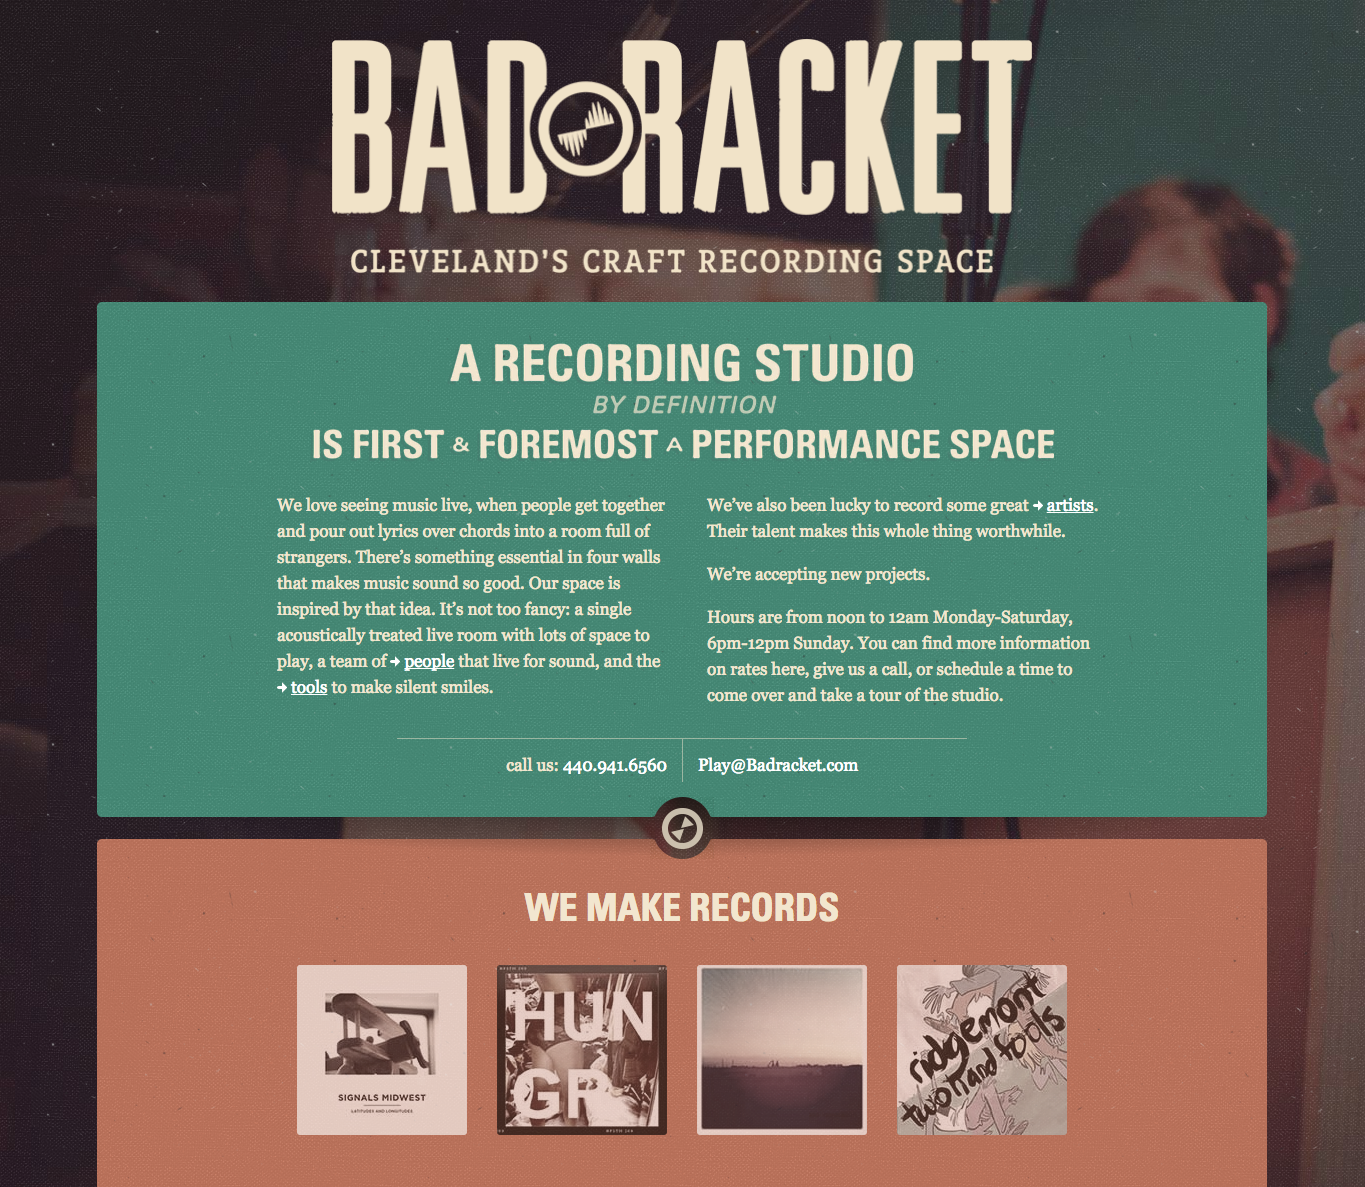 BAD RACKET
CLEVELAND'S CRAFT RECORDING SPACE
A RECORDING STUDIO
BY DEFINITION
IS FIRST & FOREMOST A PERFORMANCE SPACE
We love seeing music live, when people get together
and pour out lyrics over chords into a room full of
strangers. There's something essential in four walls
that makes music sound so good. Our space is
inspired by that idea. It's not too fancy: a single
acoustically treated live room with lots of space to
play, a team of → people that live for sound, and the
→ tools to make silent smiles.
We've also been lucky to record some great → artists.
Their talent makes this whole thing worthwhile.
We're accepting new projects.
Hours are from noon to 12am Monday-Saturday,
6pm-12pm Sunday. You can find more information
on rates here, give us a call, or schedule a time to
come over and take a tour of the studio.
call us: 440.941.6560
Play@Badracket.com
WE MAKE RECORDS
SIGNALS MIDWEST
LATITUDES AND LONGITUDES
HUN
GR
ridgemont
two hand tools